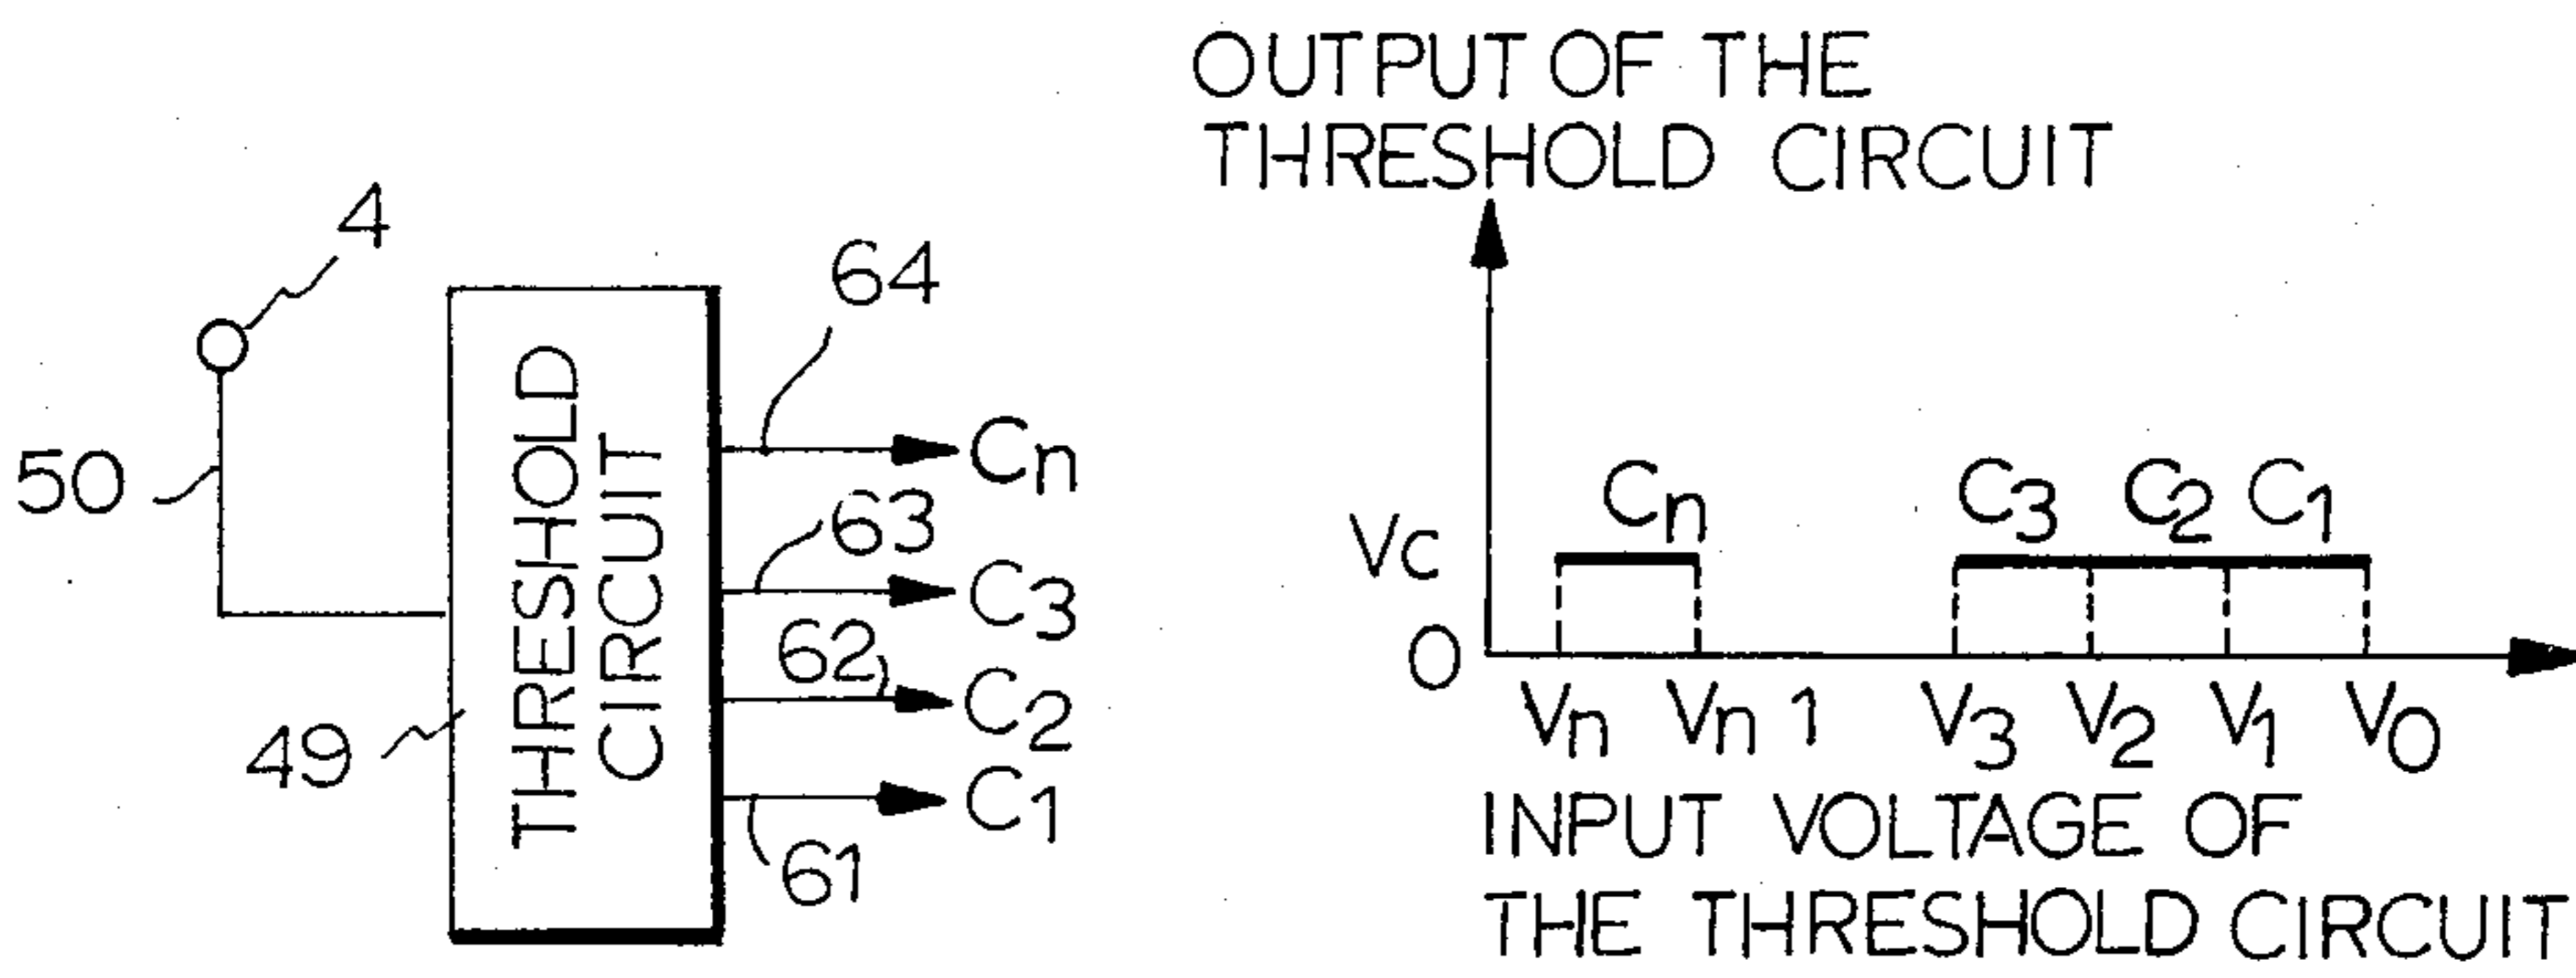 4
50
49
THRESHOLD
CIRCUIT
64
Cn
63
C3
62
C2
C1
61
OUTPUT OF THE
THRESHOLD CIRCUIT
Cn C3 C2 C1
Vc
0
Vn Vn 1 V3 V2 V1 V0
INPUT VOLTAGE OF
THE THRESHOLD CIRCUIT